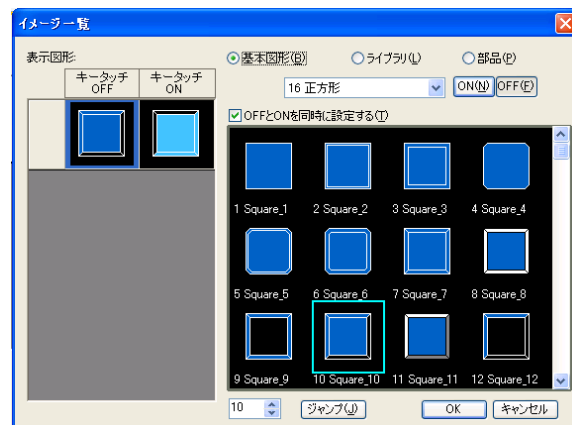 イメージ一覧
表示図形:
キータッチ OFF
キータッチ ON
基本図形(B) ライブラリ(L) 部品(P)
16 正方形 ON(N) OFF(F)
OFFとONを同時に設定する(T)
1 Square_1 2 Square_2 3 Square_3 4 Square_4
5 Square_5 6 Square_6 7 Square_7 8 Square_8
9 Square_9 10 Square_10 11 Square_11 12 Square_12
10 ジャンプ(J) OK キャンセル